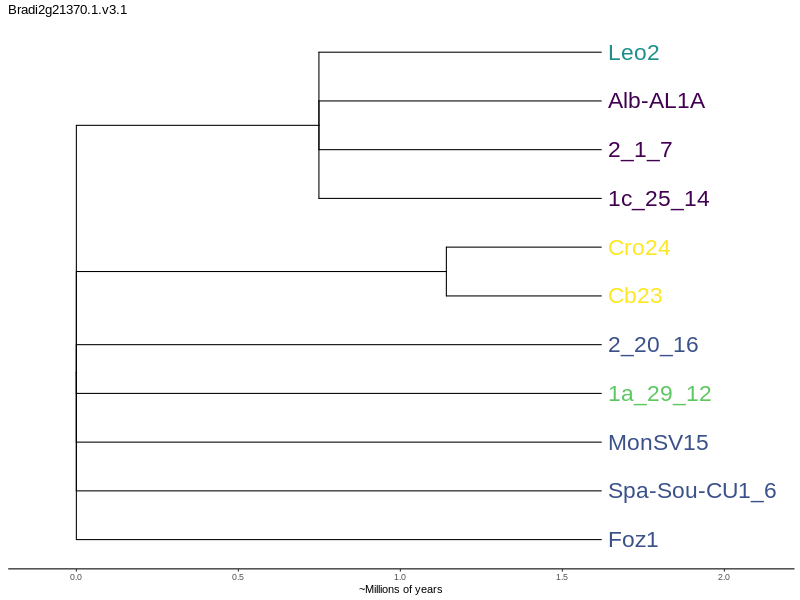 Bradi2g21370.1.v3.1
Leo2
Alb-AL1A
2_1_7
1c_25_14
Cro24
Cb23
2_20_16
1a_29_12
MonSV15
Spa-Sou-CU1_6
Foz1
0.0 0.5 1.0 1.5 2.0
~Millions of years